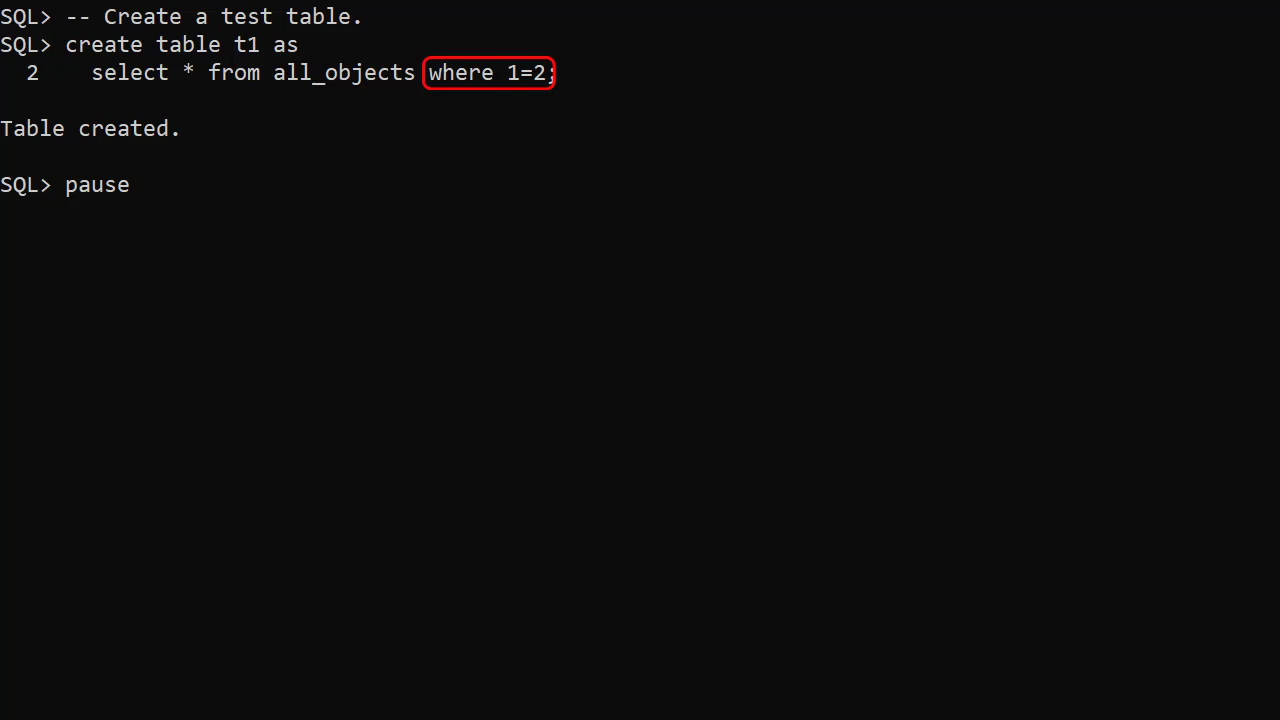 SQL> -- Create a test table.
SQL> create table t1 as
2 select * from all_objects where 1=2;
Table created.
SQL> pause